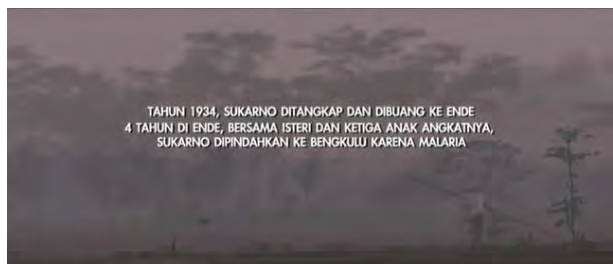 TAHUN 1934, SUKARNO DITANGKAP DAN DIBUANG KE ENDE
4 TAHUN DI ENDE, BERSAMA ISTERI DAN KETIGA ANAK ANGKATNYA,
SUKARNO DIPINDAHKAN KE BENGKULU KARENA MALARIA